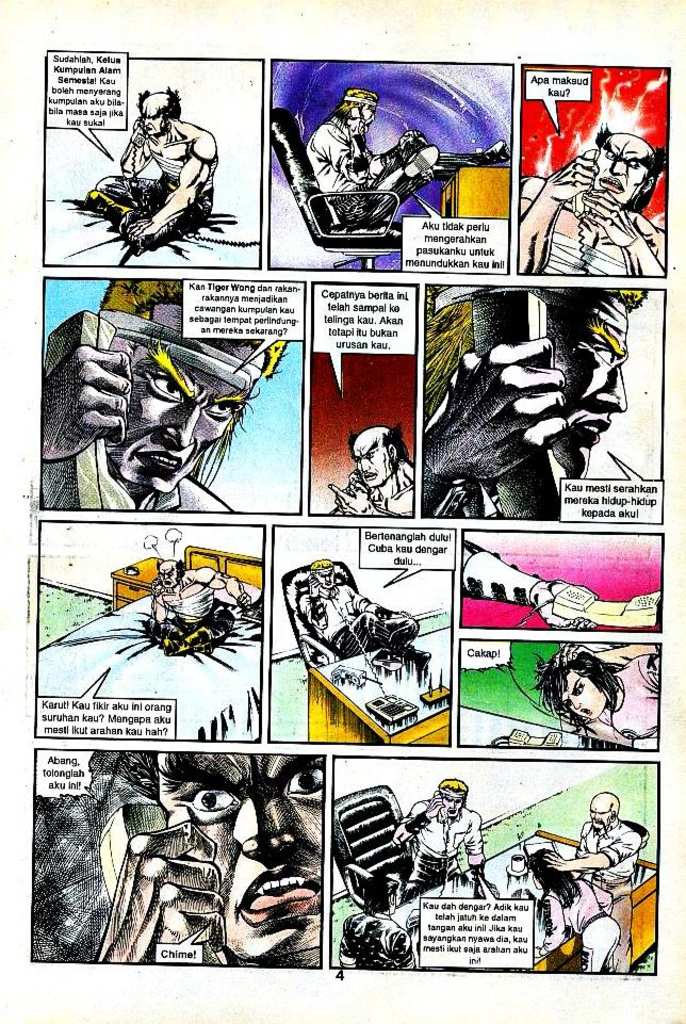 Sudahlah, Ketua
Kumpulan Alam
Semesta! Kau
boleh menyerang
kumpulan aku bila-
bila masa saja jika
kau suka!
Aku tidak perlu
mengerahkan
pasukanku untuk
menundukkan kau ini!
Apa maksud
kau?
Kan Tiger Wong dan rakan-
rakannya menjadikan
cawangan kumpulan kau
sebagai tempat perlindung-
an mereka sekarang?
Cepatnya berita ini,
telah sampai ke
telinga kau. Akan
tetapi itu bukan
urusan kau.
Kau mesti serahkan
mereka hidup-hidup
kepada aku!
Karut! Kau fikir aku ini orang
suruhan kau? Mengapa aku
mesti ikut arahan kau hah?
Bertenanglah dulu!
Cuba kau dengar
dulu...
Cakap!
Abang,
tolonglah
aku ini!
Chime!
Kau dah dengar? Adik kau
telah jatuh ke dalam
tangan aku ini! Jika kau
sayangkan nyawa dia, kau
mesti ikut saja arahan aku
ini!
4